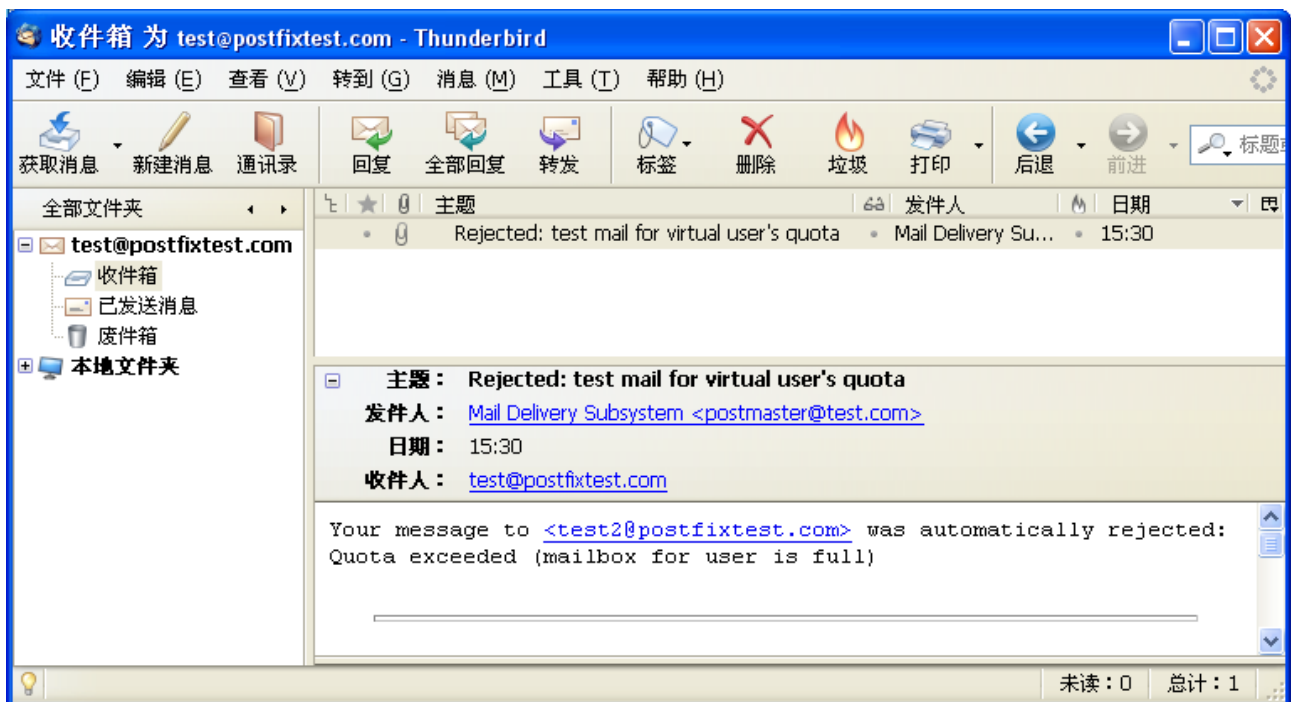 收件箱 为 test@postfixtest.com - Thunderbird
文件 (F) 编辑 (E) 查看 (V) 转到 (G) 消息 (M) 工具 (T) 帮助 (H)
获取消息 新建消息 通讯录 回复 全部回复 转发 标签 删除 垃圾 打印 后退 前进 标题
全部文件夹
主题 发件人 日期
test@postfixtest.com
Rejected: test mail for virtual user's quota Mail Delivery Su... 15:30
收件箱
已发送消息
废件箱
本地文件夹
主题： Rejected: test mail for virtual user's quota
发件人： Mail Delivery Subsystem <postmaster@test.com>
日期： 15:30
收件人： test@postfixtest.com
Your message to <test2@postfixtest.com> was automatically rejected:
Quota exceeded (mailbox for user is full)
未读：0 总计：1